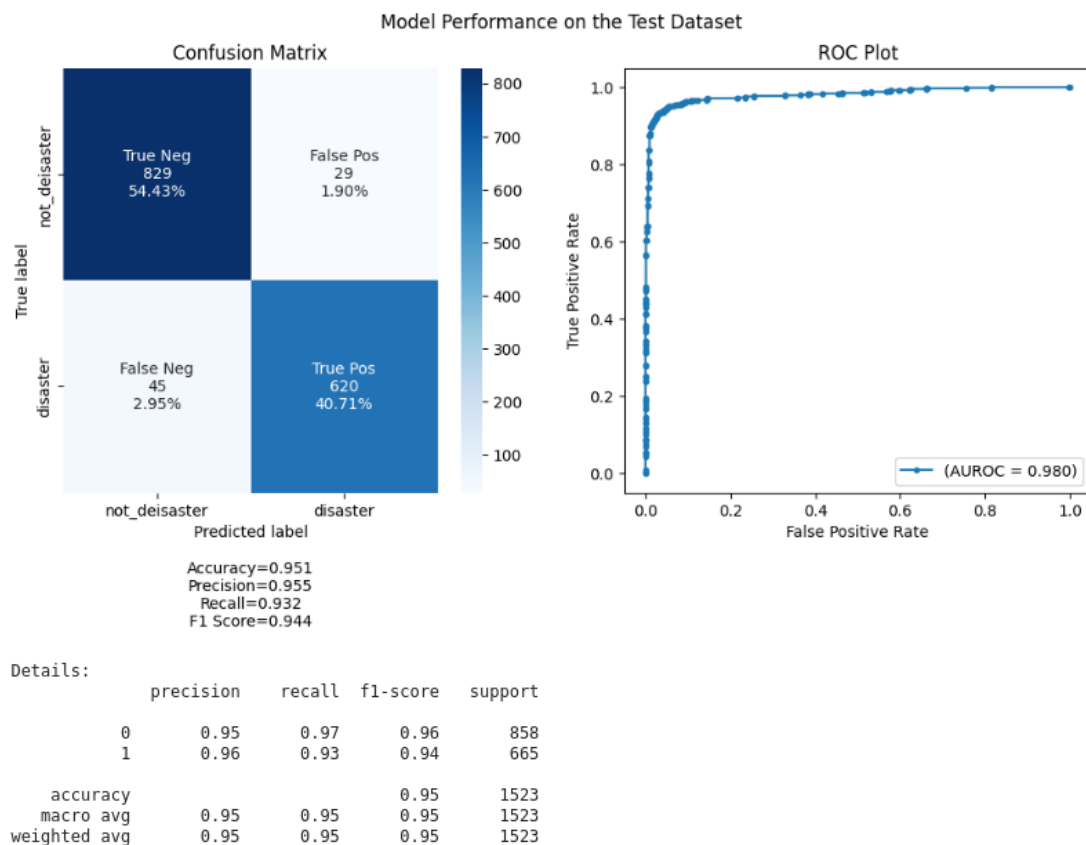 Model Performance on the Test Dataset
Confusion Matrix
True label
not_deisaster
disaster
True Neg
829
54.43%
False Pos
29
1.90%
False Neg
45
2.95%
True Pos
620
40.71%
not_deisaster disaster
Predicted label
800
700
600
500
400
300
200
100
Accuracy=0.951
Precision=0.955
Recall=0.932
F1 Score=0.944
ROC Plot
True Positive Rate
1.0
0.8
0.6
0.4
0.2
0.0
(AUROC = 0.980)
0.0 0.2 0.4 0.6 0.8 1.0
False Positive Rate
Details:
precision recall f1-score support
0 0.95 0.97 0.96 858
1 0.96 0.93 0.94 665
accuracy 0.95 1523
macro avg 0.95 0.95 0.95 1523
weighted avg 0.95 0.95 0.95 1523